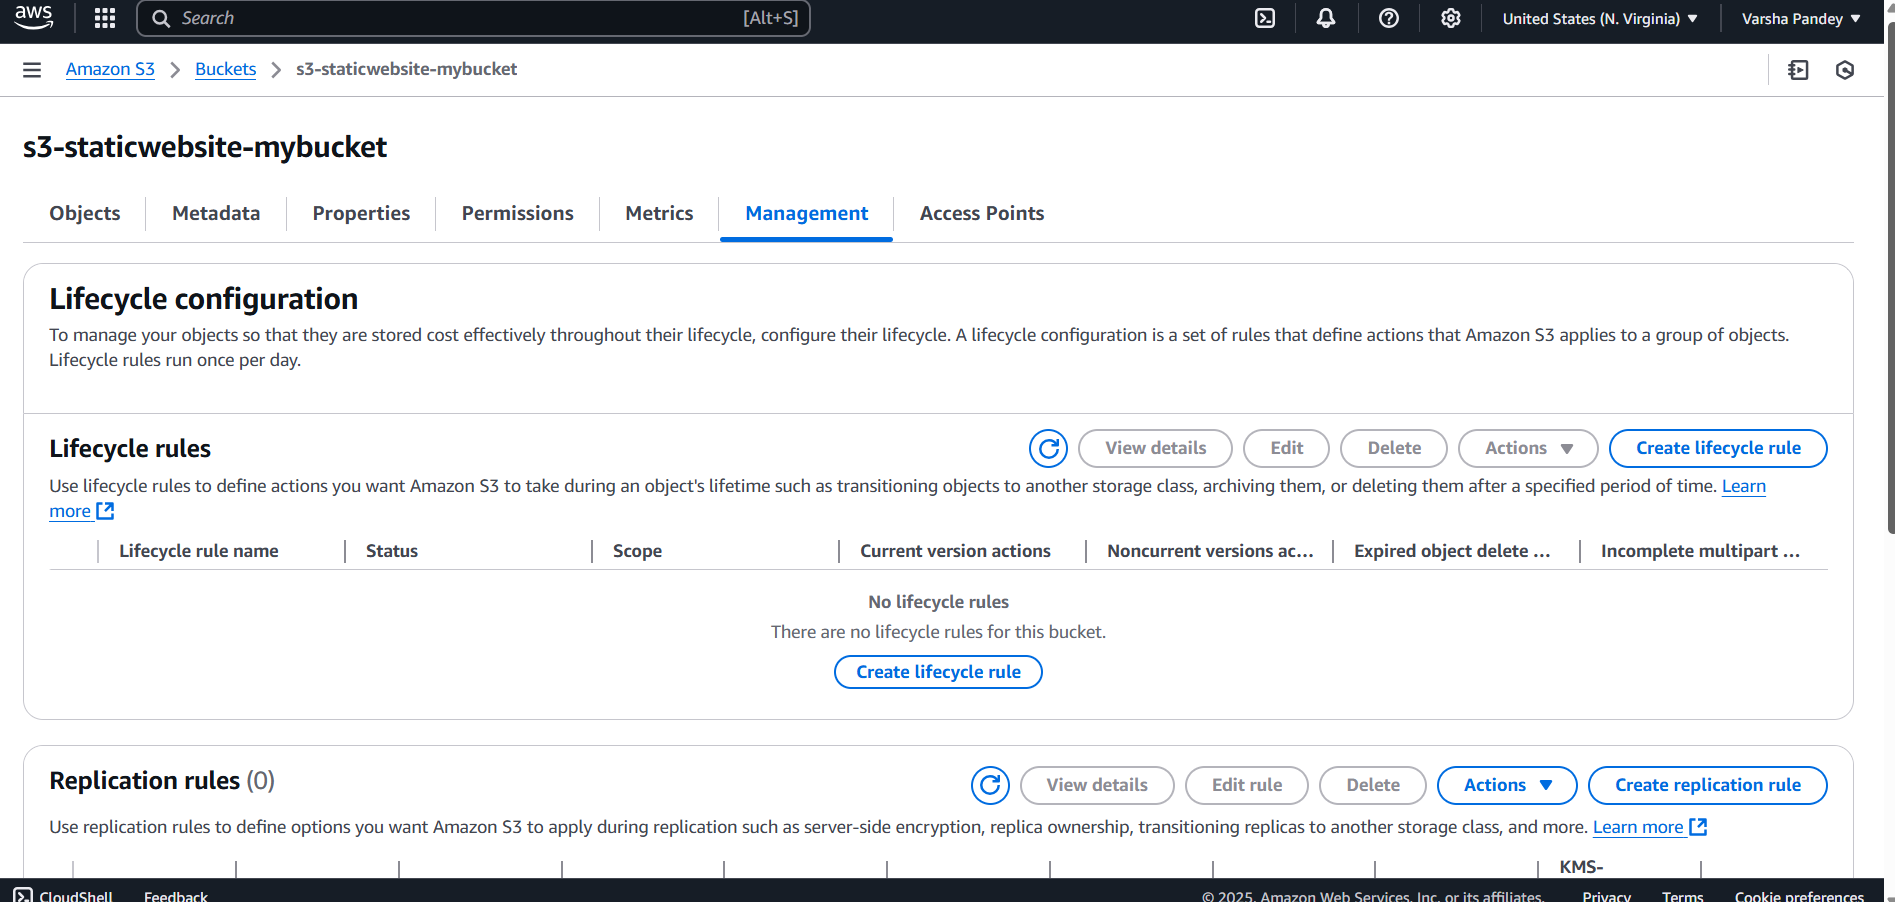 aws
Search
[Alt+S]
United States (N. Virginia)
Varsha Pandey
Amazon S3
Buckets
s3-staticwebsite-mybucket
s3-staticwebsite-mybucket
Objects
Metadata
Properties
Permissions
Metrics
Management
Access Points
Lifecycle configuration
To manage your objects so that they are stored cost effectively throughout their lifecycle, configure their lifecycle. A lifecycle configuration is a set of rules that define actions that Amazon S3 applies to a group of objects.
Lifecycle rules run once per day.
Lifecycle rules
View details
Edit
Delete
Actions
Create lifecycle rule
Use lifecycle rules to define actions you want Amazon S3 to take during an object's lifetime such as transitioning objects to another storage class, archiving them, or deleting them after a specified period of time. Learn
more
Lifecycle rule name
Status
Scope
Current version actions
Noncurrent versions ac...
Expired object delete ...
Incomplete multipart ...
No lifecycle rules
There are no lifecycle rules for this bucket.
Create lifecycle rule
Replication rules (0)
View details
Edit rule
Delete
Actions
Create replication rule
Use replication rules to define options you want Amazon S3 to apply during replication such as server-side encryption, replica ownership, transitioning replicas to another storage class, and more. Learn more
KMS-
CloudShell
Feedback
© 2025, Amazon Web Services, Inc. or its affiliates.
Privacy
Terms
Cookie preferences